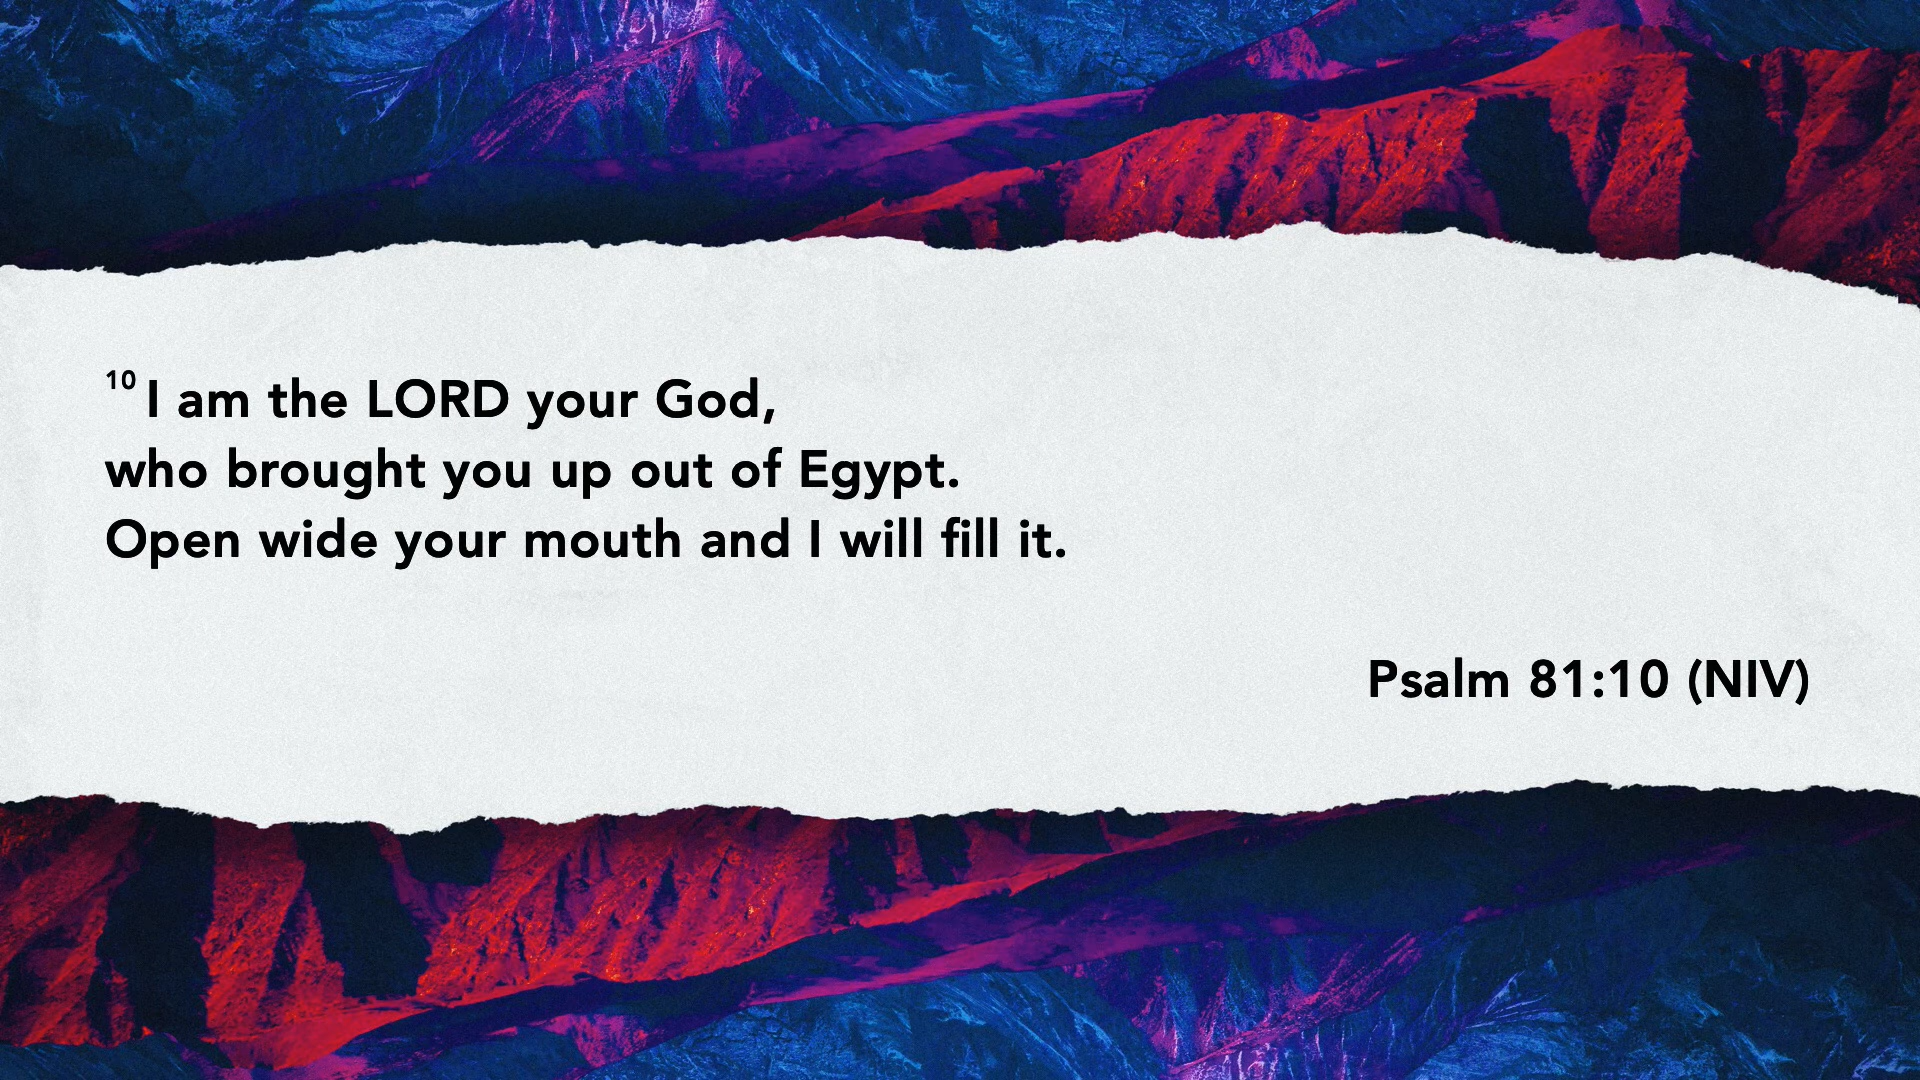 10 I am the LORD your God,
who brought you up out of Egypt.
Open wide your mouth and I will fill it.
Psalm 81:10 (NIV)